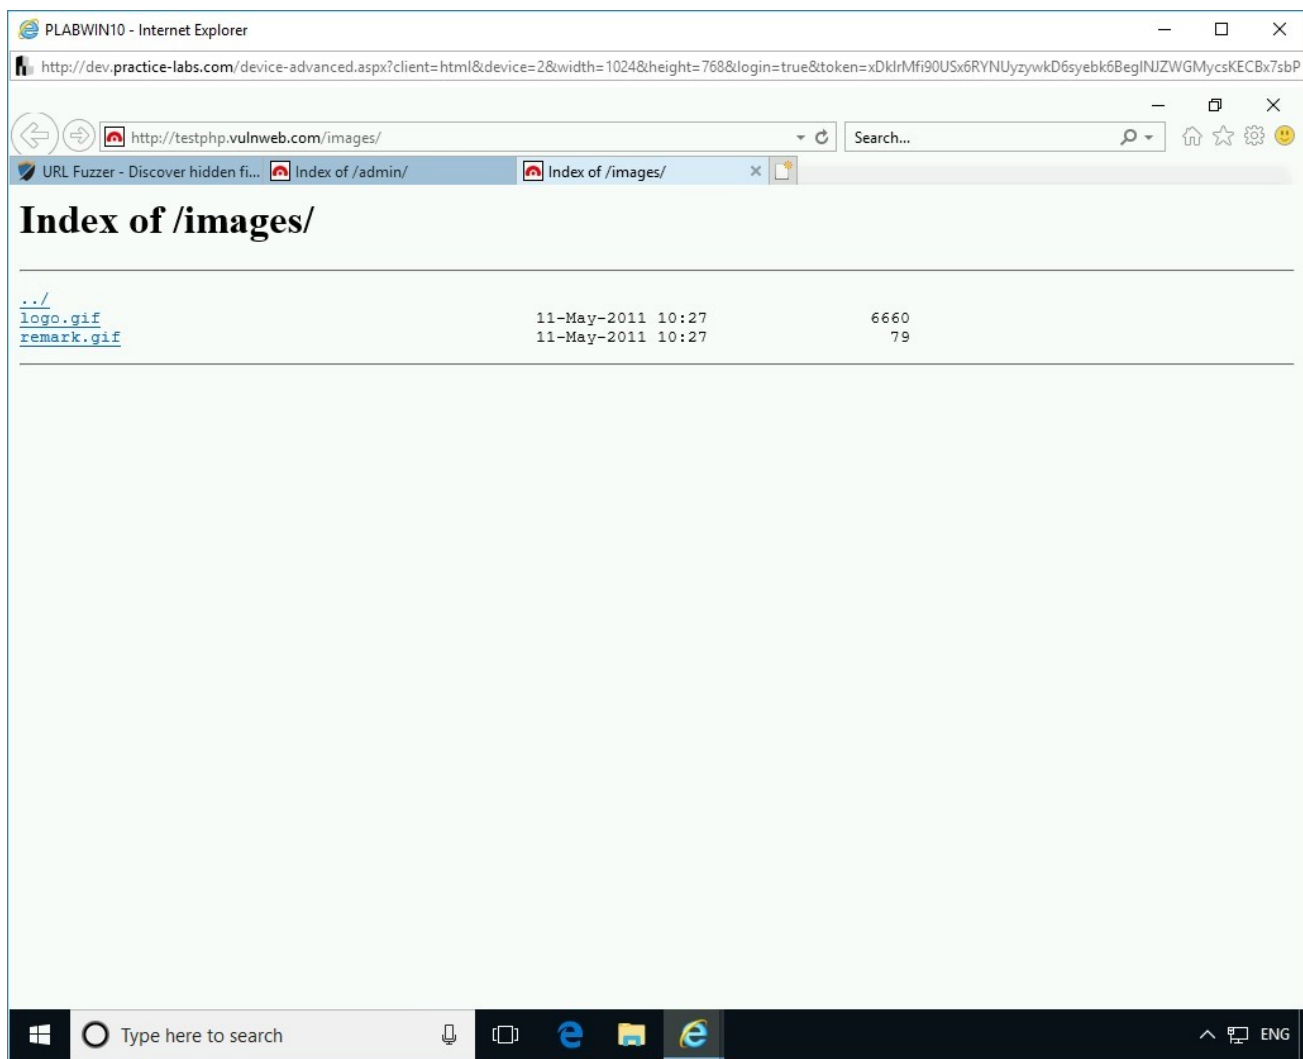 PLABWIN10 - Internet Explorer
http://dev.practice-labs.com/device-advanced.aspx?client=html&device=2&width=1024&height=768&login=true&token=xDkIrMfi90USx6RYNUyzywkD6syebk6BegINJZWGMycsKECBx7sbP
http://testphp.vulnweb.com/images/ Search...
URL Fuzzer - Discover hidden fi... Index of /admin/ Index of /images/
Index of /images/
../
logo.gif 11-May-2011 10:27 6660
remark.gif 11-May-2011 10:27 79
Type here to search ENG